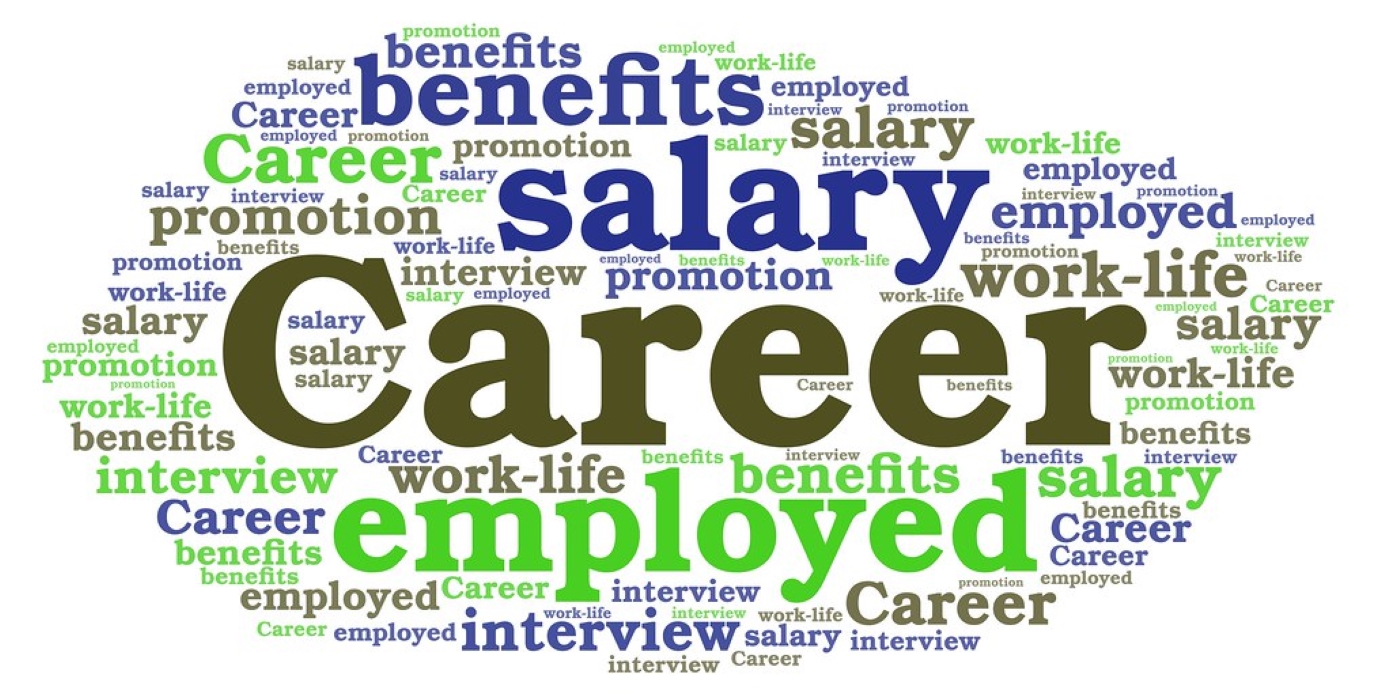 promotion
benefits
employed
salary
work-life
benefits
employed
employed
Career
interview
promotion
salary
employed
promotion
Career
promotion
salary
work-life
interview
salary
employed
salary
salary
interview
Career
interview
promotion
promotion
employed
employed
benefits
work-life
benefits
interview
promotion
work-life
promotion
interview
employed
benefits
work-life
promotion
work-life
work-life
salary
employed
work-life
Career
Career
employed
Career
salary
salary
salary
employed
salary
work-life
promotion
promotion
salary
promotion
Career
benefits
work-life
work-life
promotion
benefits
benefits
Career
work-life
benefits
interview
benefits
benefits
interview
interview
salary
Career
employed
benefits
Career
benefits
Career
benefits
employed
Career
interview
promotion
employed
Career
work-life
interview
work-life
Career
employed
interview
salary
interview
interview
Career